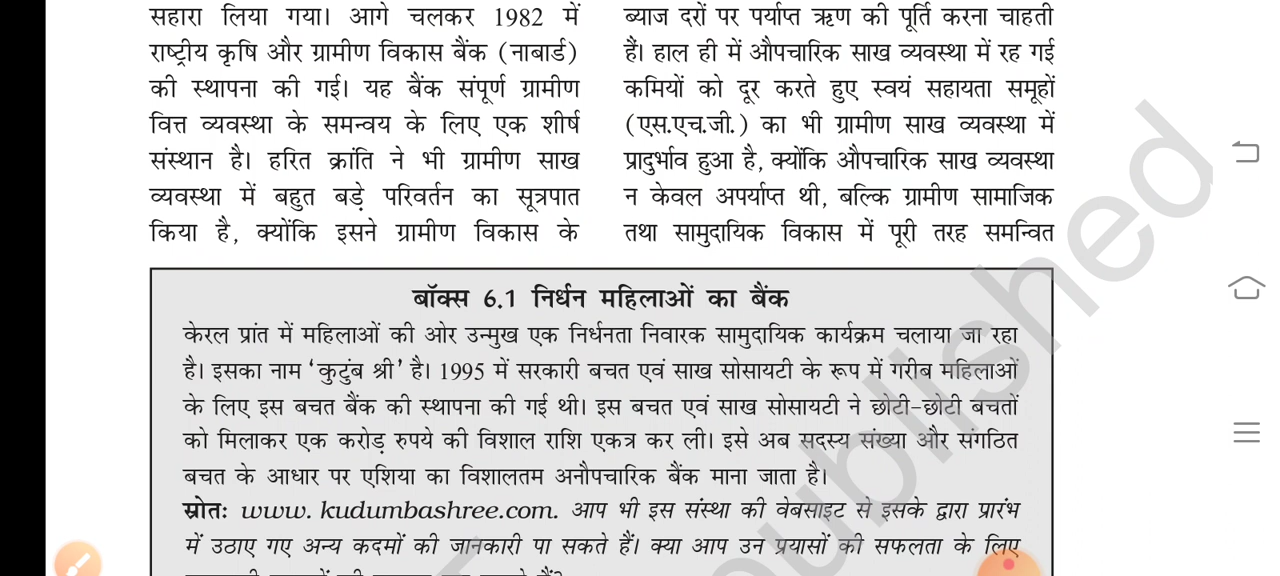 सहारा लिया गया। आगे चलकर 1982 में
राष्ट्रीय कृषि और ग्रामीण विकास बैंक (नाबार्ड)
की स्थापना की गई। यह बैंक संपूर्ण ग्रामीण
वित्त व्यवस्था के समन्वय के लिए एक शीर्ष
संस्थान है। हरित क्रांति ने भी ग्रामीण साख
व्यवस्था में बहुत बड़े परिवर्तन का सूत्रपात
किया है, क्योंकि इसने ग्रामीण विकास के
ब्याज दरों पर पर्याप्त ऋण की पूर्ति करना चाहती
हैं। हाल ही में औपचारिक साख व्यवस्था में रह गई
कमियों को दूर करते हुए स्वयं सहायता समूहों
(एस.एच.जी.) का भी ग्रामीण साख व्यवस्था में
प्रादुर्भाव हुआ है, क्योंकि औपचारिक साख व्यवस्था
न केवल अपर्याप्त थी, बल्कि ग्रामीण सामाजिक
तथा सामुदायिक विकास में पूरी तरह समन्वित
बॉक्स 6.1 निर्धन महिलाओं का बैंक
केरल प्रांत में महिलाओं की ओर उन्मुख एक निर्धनता निवारक सामुदायिक कार्यक्रम चलाया जा रहा
है। इसका नाम ‘कुटुंब श्री’ है। 1995 में सरकारी बचत एवं साख सोसायटी के रूप में गरीब महिलाओं
के लिए इस बचत बैंक की स्थापना की गई थी। इस बचत एवं साख सोसायटी ने छोटी-छोटी बचतों
को मिलाकर एक करोड़ रुपये की विशाल राशि एकत्र कर ली। इसे अब सदस्य संख्या और संगठित
बचत के आधार पर एशिया का विशालतम अनौपचारिक बैंक माना जाता है।
स्रोतः www. kudumbashree.com. आप भी इस संस्था की वेबसाइट से इसके द्वारा प्रारंभ
में उठाए गए अन्य कदमों की जानकारी पा सकते हैं। क्या आप उन प्रयासों की सफलता के लिए
ublished